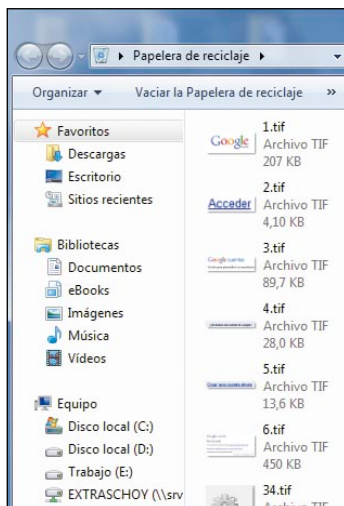 Papelera de reciclaje
Organizar
Vaciar la Papelera de reciclaje
»
Favoritos
Descargas
Escritorio
Sitios recientes
Bibliotecas
Documentos
eBooks
Imágenes
Música
Vídeos
Equipo
Disco local (C:)
Disco local (D:)
Trabajo (E:)
EXTRASCHOY (\\srv
Google
1.tif
Archivo TIF
207 KB
Acceder
2.tif
Archivo TIF
4,10 KB
3.tif
Archivo TIF
89,7 KB
4.tif
Archivo TIF
28,0 KB
5.tif
Archivo TIF
13,6 KB
6.tif
Archivo TIF
450 KB
34.tif
Archivo TIF